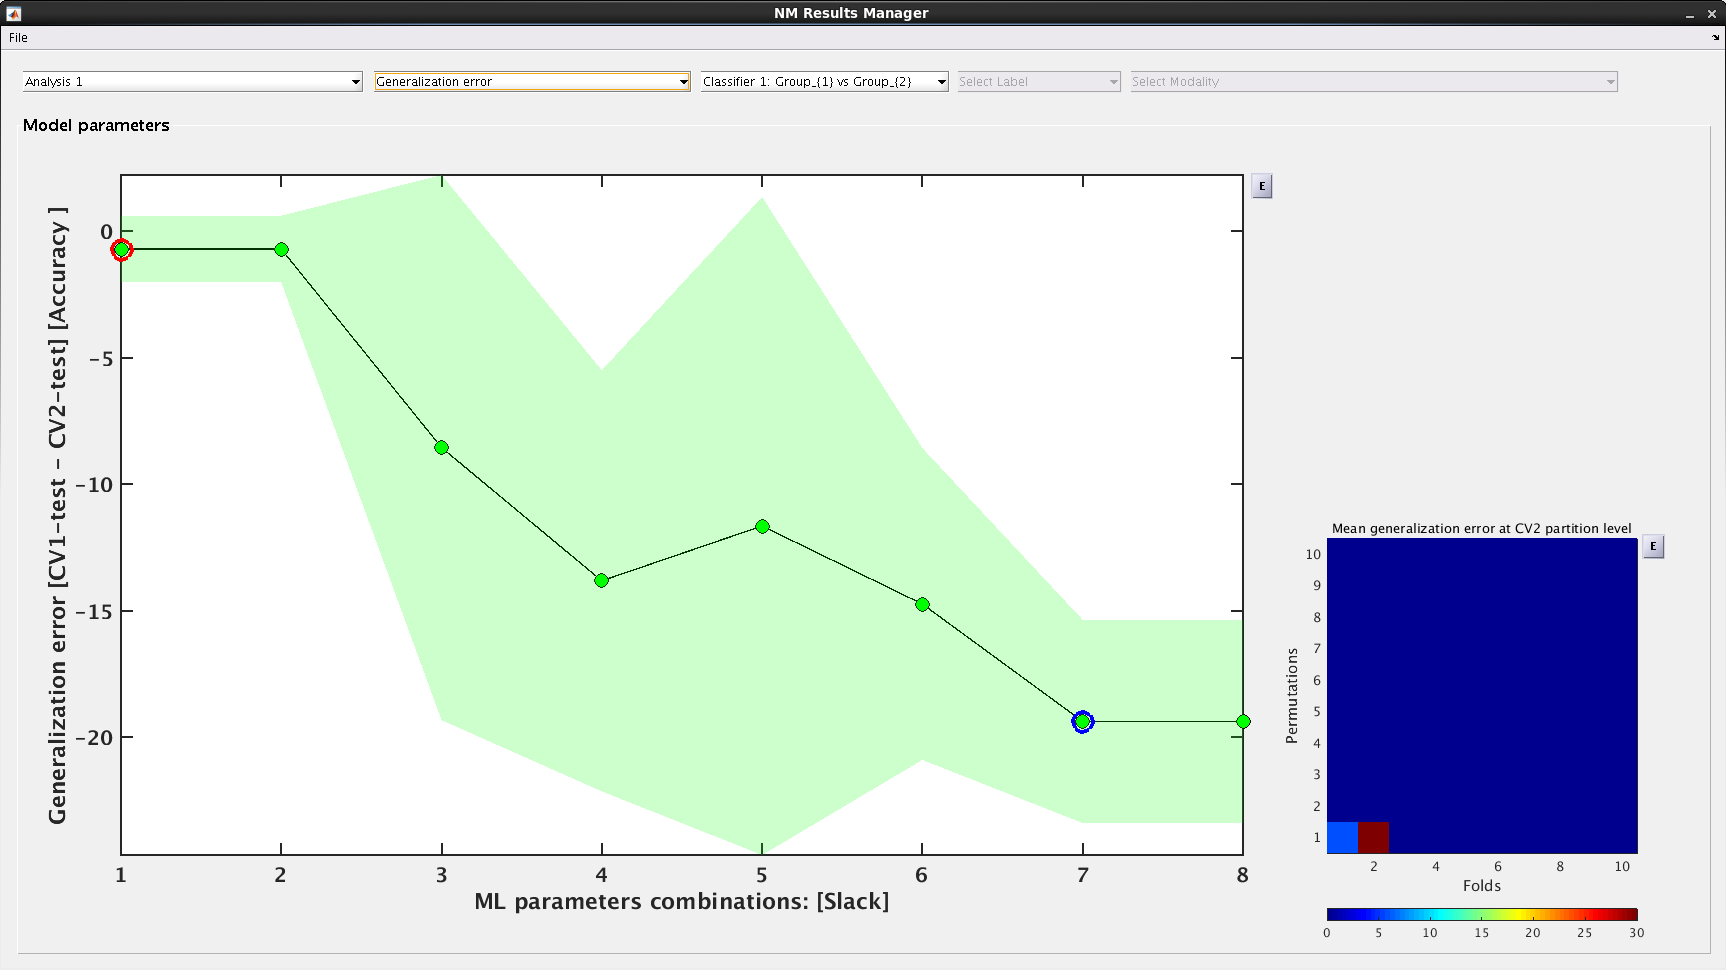 NM Results Manager
File
Analysis 1
Generalization error
Classifier 1: Group_{1} vs Group_{2}
Select Label
Select Modality
Model parameters
E
Generalization error [CV1-test - CV2-test] [Accuracy ]
0
-5
-10
-15
-20
1 2 3 4 5 6 7 8
ML parameters combinations: [Slack]
Mean generalization error at CV2 partition level
E
Permutations
10
9
8
7
6
5
4
3
2
1
2 4 6 8 10
Folds
0 5 10 15 20 25 30